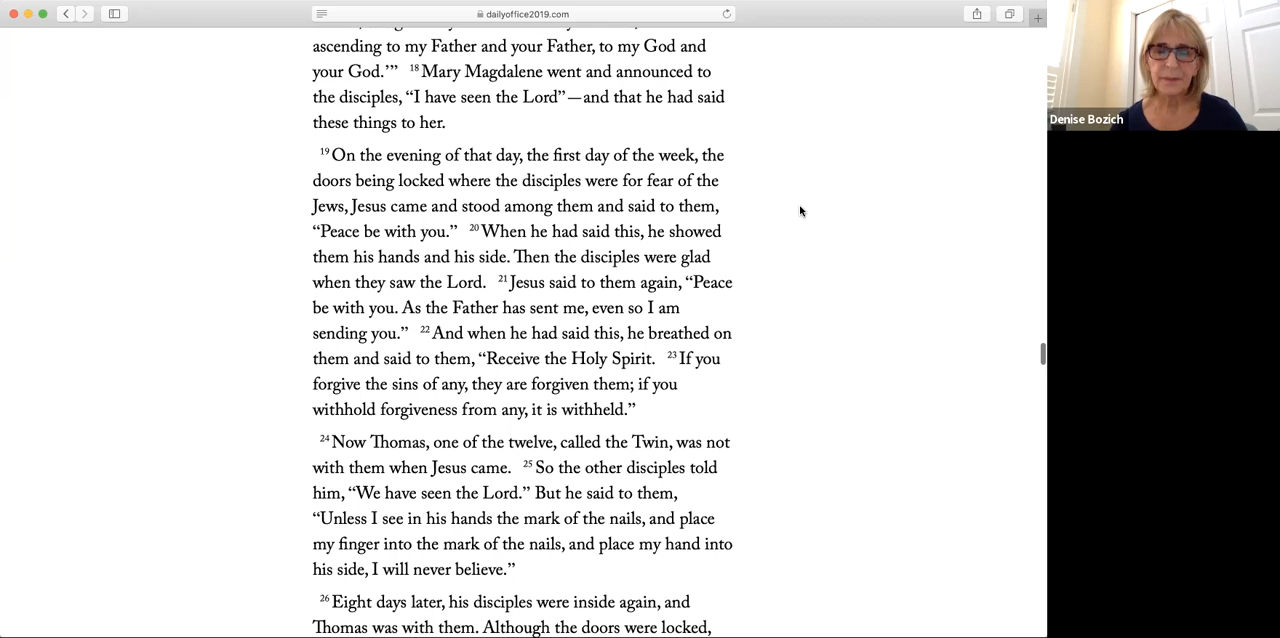 dailyoffice2019.com
ascending to my Father and your Father, to my God and
your God.’” 18 Mary Magdalene went and announced to
the disciples, “I have seen the Lord”—and that he had said
these things to her.
19 On the evening of that day, the first day of the week, the
doors being locked where the disciples were for fear of the
Jews, Jesus came and stood among them and said to them,
“Peace be with you.” 20 When he had said this, he showed
them his hands and his side. Then the disciples were glad
when they saw the Lord. 21 Jesus said to them again, “Peace
be with you. As the Father has sent me, even so I am
sending you.” 22 And when he had said this, he breathed on
them and said to them, “Receive the Holy Spirit. 23 If you
forgive the sins of any, they are forgiven them; if you
withhold forgiveness from any, it is withheld.”
24 Now Thomas, one of the twelve, called the Twin, was not
with them when Jesus came. 25 So the other disciples told
him, “We have seen the Lord.” But he said to them,
“Unless I see in his hands the mark of the nails, and place
my finger into the mark of the nails, and place my hand into
his side, I will never believe.”
26 Eight days later, his disciples were inside again, and
Thomas was with them. Although the doors were locked,
Denise Bozich